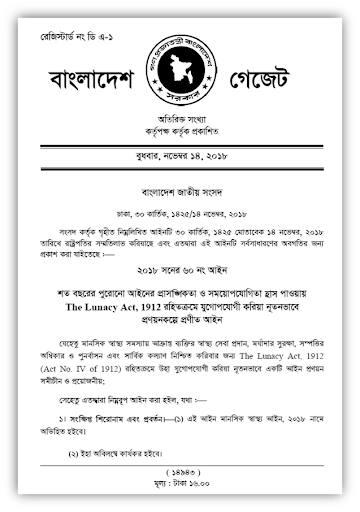 রেজিস্টার্ড নং ডি এ-১
বাংলাদেশ গেজেট
গণপ্রজাতন্ত্রী বাংলাদেশ সরকার
অতিরিক্ত সংখ্যা
কর্তৃপক্ষ কর্তৃক প্রকাশিত
বুধবার, নভেম্বর ১৪, ২০১৮
বাংলাদেশ জাতীয় সংসদ
ঢাকা, ৩০ কার্তিক, ১৪২৫/১৪ নভেম্বর, ২০১৮
সংসদ কর্তৃক গৃহীত নিম্নলিখিত আইনটি ৩০ কার্তিক, ১৪২৫ মোতাবেক ১৪ নভেম্বর, ২০১৮
তারিখে রাষ্ট্রপতির সম্মতিলাভ করিয়াছে এবং এতদ্বারা এই আইনটি সর্বসাধারণের অবগতির জন্য
প্রকাশ করা যাইতেছে :—
২০১৮ সনের ৬০ নং আইন
শত বছরের পুরোনো আইনের প্রাসঙ্গিকতা ও সময়োপযোগিতা হ্রাস পাওয়ায়
The Lunacy Act, 1912 রহিতক্রমে যুগোপযোগী করিয়া নূতনভাবে
প্রণয়নকল্পে প্রণীত আইন
যেহেতু মানসিক স্বাস্থ্য সমস্যায় আক্রান্ত ব্যক্তির স্বাস্থ্য সেবা প্রদান, মর্যাদার সুরক্ষা, সম্পত্তির
অধিকার ও পুনর্বাসন এবং সার্বিক কল্যাণ নিশ্চিত করিবার জন্য The Lunacy Act, 1912
(Act No. IV of 1912) রহিতক্রমে উহা যুগোপযোগী করিয়া নূতনভাবে একটি আইন প্রণয়ন
সমীচীন ও প্রয়োজনীয়;
সেহেতু এতদ্বারা নিম্নরূপ আইন করা হইল, যথা :—
১। সংক্ষিপ্ত শিরোনাম এবং প্রবর্তন।—(১) এই আইন মানসিক স্বাস্থ্য আইন, ২০১৮ নামে
অভিহিত হইবে।
(২) ইহা অবিলম্বে কার্যকর হইবে।
( ১৪৯৪৩ )
মূল্য : টাকা ১৬.০০